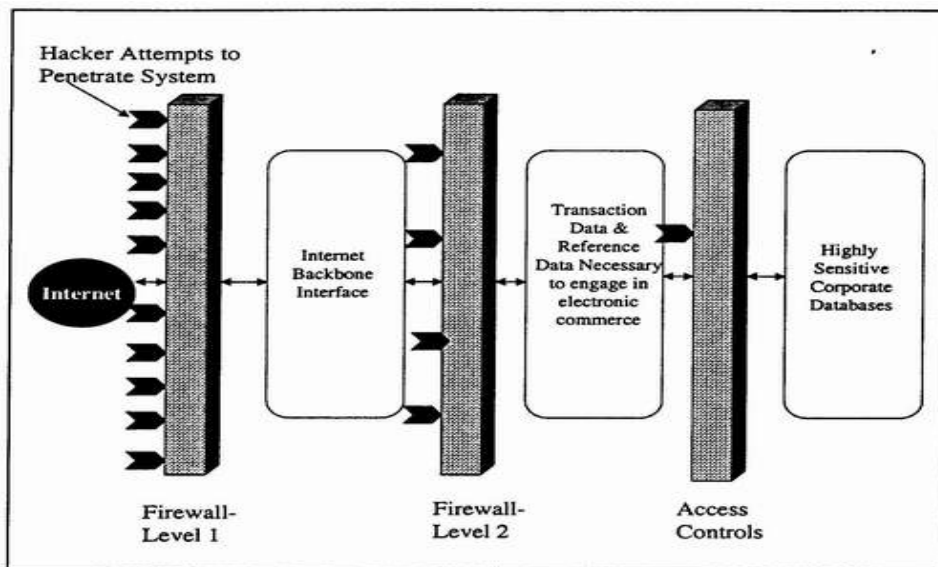 Hacker Attempts to
Penetrate System
Internet
Internet
Backbone
Interface
Transaction
Data &
Reference
Data Necessary
to engage in
electronic
commerce
Highly
Sensitive
Corporate
Databases
Firewall-
Level 1
Firewall-
Level 2
Access
Controls